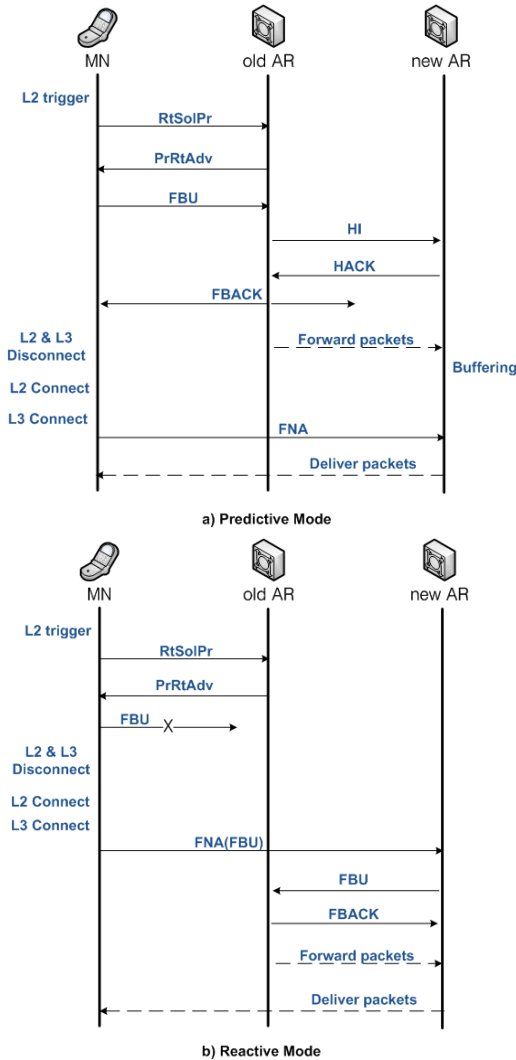 MN
old AR
new AR
L2 trigger
RtSolPr
PrRtAdv
FBU
HI
HACK
FBACK
L2 & L3
Disconnect
Forward packets
Buffering
L2 Connect
L3 Connect
FNA
Deliver packets
a) Predictive Mode
MN
old AR
new AR
L2 trigger
RtSolPr
PrRtAdv
FBU
X
L2 & L3
Disconnect
L2 Connect
L3 Connect
FNA(FBU)
FBU
FBACK
Forward packets
Deliver packets
b) Reactive Mode